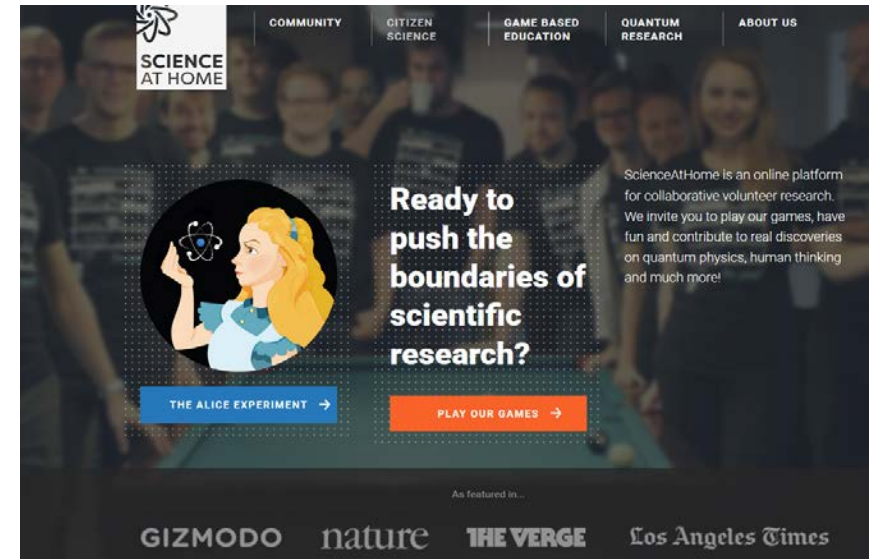 SCIENCE
AT HOME
COMMUNITY
CITIZEN
SCIENCE
GAME BASED
EDUCATION
QUANTUM
RESEARCH
ABOUT US
Ready to
push the
boundaries of
scientific
research?
ScienceAtHome is an online platform
for collaborative volunteer research.
We invite you to play our games, have
fun and contribute to real discoveries
on quantum physics, human thinking
and much more!
THE ALICE EXPERIMENT →
PLAY OUR GAMES →
As featured in...
GIZMODO
nature
THE VERGE
Los Angeles Times